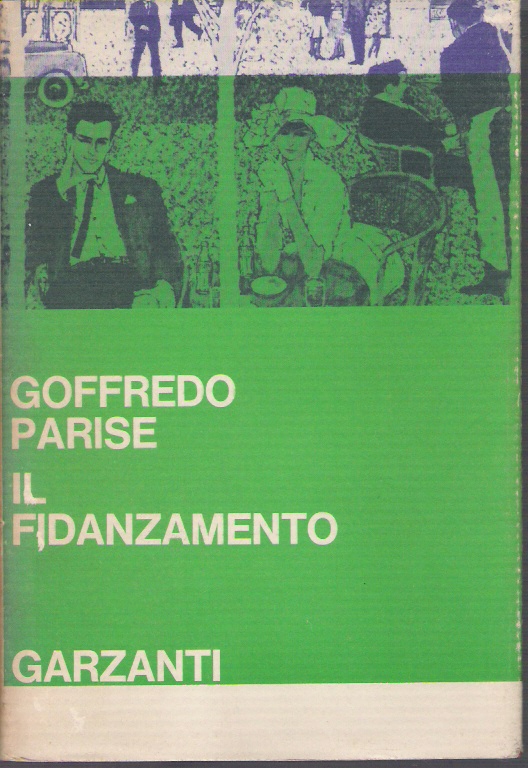 GOFFREDO
PARISE
IL
FIDANZAMENTO
GARZANTI